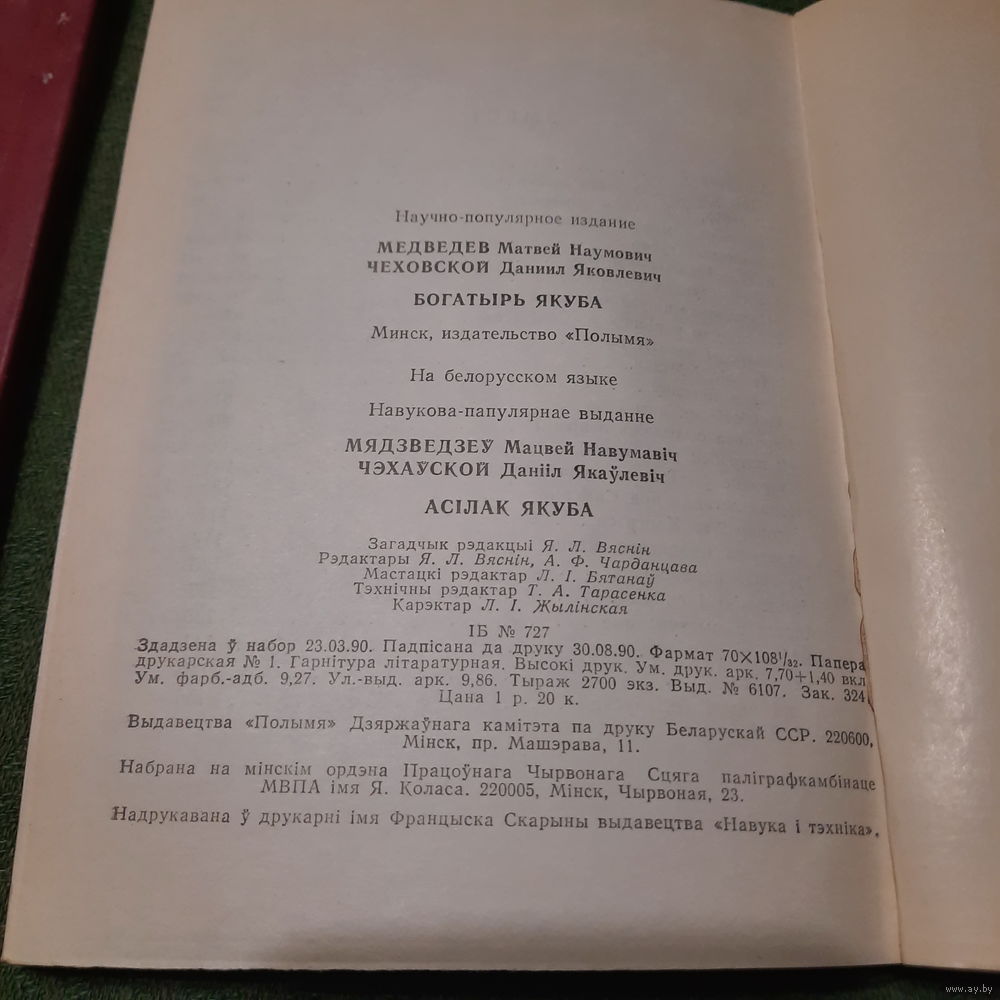 Научно-популярное издание
МЕДВЕДЕВ Матвей Наумович
ЧЕХОВСКОЙ Даниил Яковлевич
БОГАТЫРЬ ЯКУБА
Минск, издательство «Полымя»
На белорусском языке
Навукова-папулярнае выданне
МЯДЗВЕДЗЕЎ Мацвей Навумавіч
ЧЭХАЎСКОЙ Данііл Якаўлевіч
АСІЛАК ЯКУБА
Загадчык рэдакцыі Я. Л. Вяснін
Рэдактары Я. Л. Вяснін, А. Ф. Чарданцава
Мастацкі рэдактар Л. І. Бятанаў
Тэхнічны рэдактар Т. А. Тарасенка
Карэктар Л. І. Жылінская
ІБ № 727
Здадзена ў набор 23.03.90. Падпісана да друку 30.08.90. Фармат 70×108 1/32. Папера
друкарская № 1. Гарнітура літаратурная. Высокі друк. Ум. друк. арк. 7,70+1,40 вкл
Ум. фарб.-адб. 9,27. Ул.-выд. арк. 9,86. Тыраж 2700 экз. Выд. № 6107. Зак. 324
Цана 1 р. 20 к.
Выдавецтва «Полымя» Дзяржаўнага камітэта па друку Беларускай ССР. 220600,
Мінск, пр. Машэрава, 11.
Набрана на мінскім ордэна Працоўнага Чырвонага Сцяга паліграфкамбінаце
МВПА імя Я. Коласа. 220005, Мінск, Чырвоная, 23.
Надрукавана ў друкарні імя Францыска Скарыны выдавецтва «Навука і тэхніка».
www.ay.by